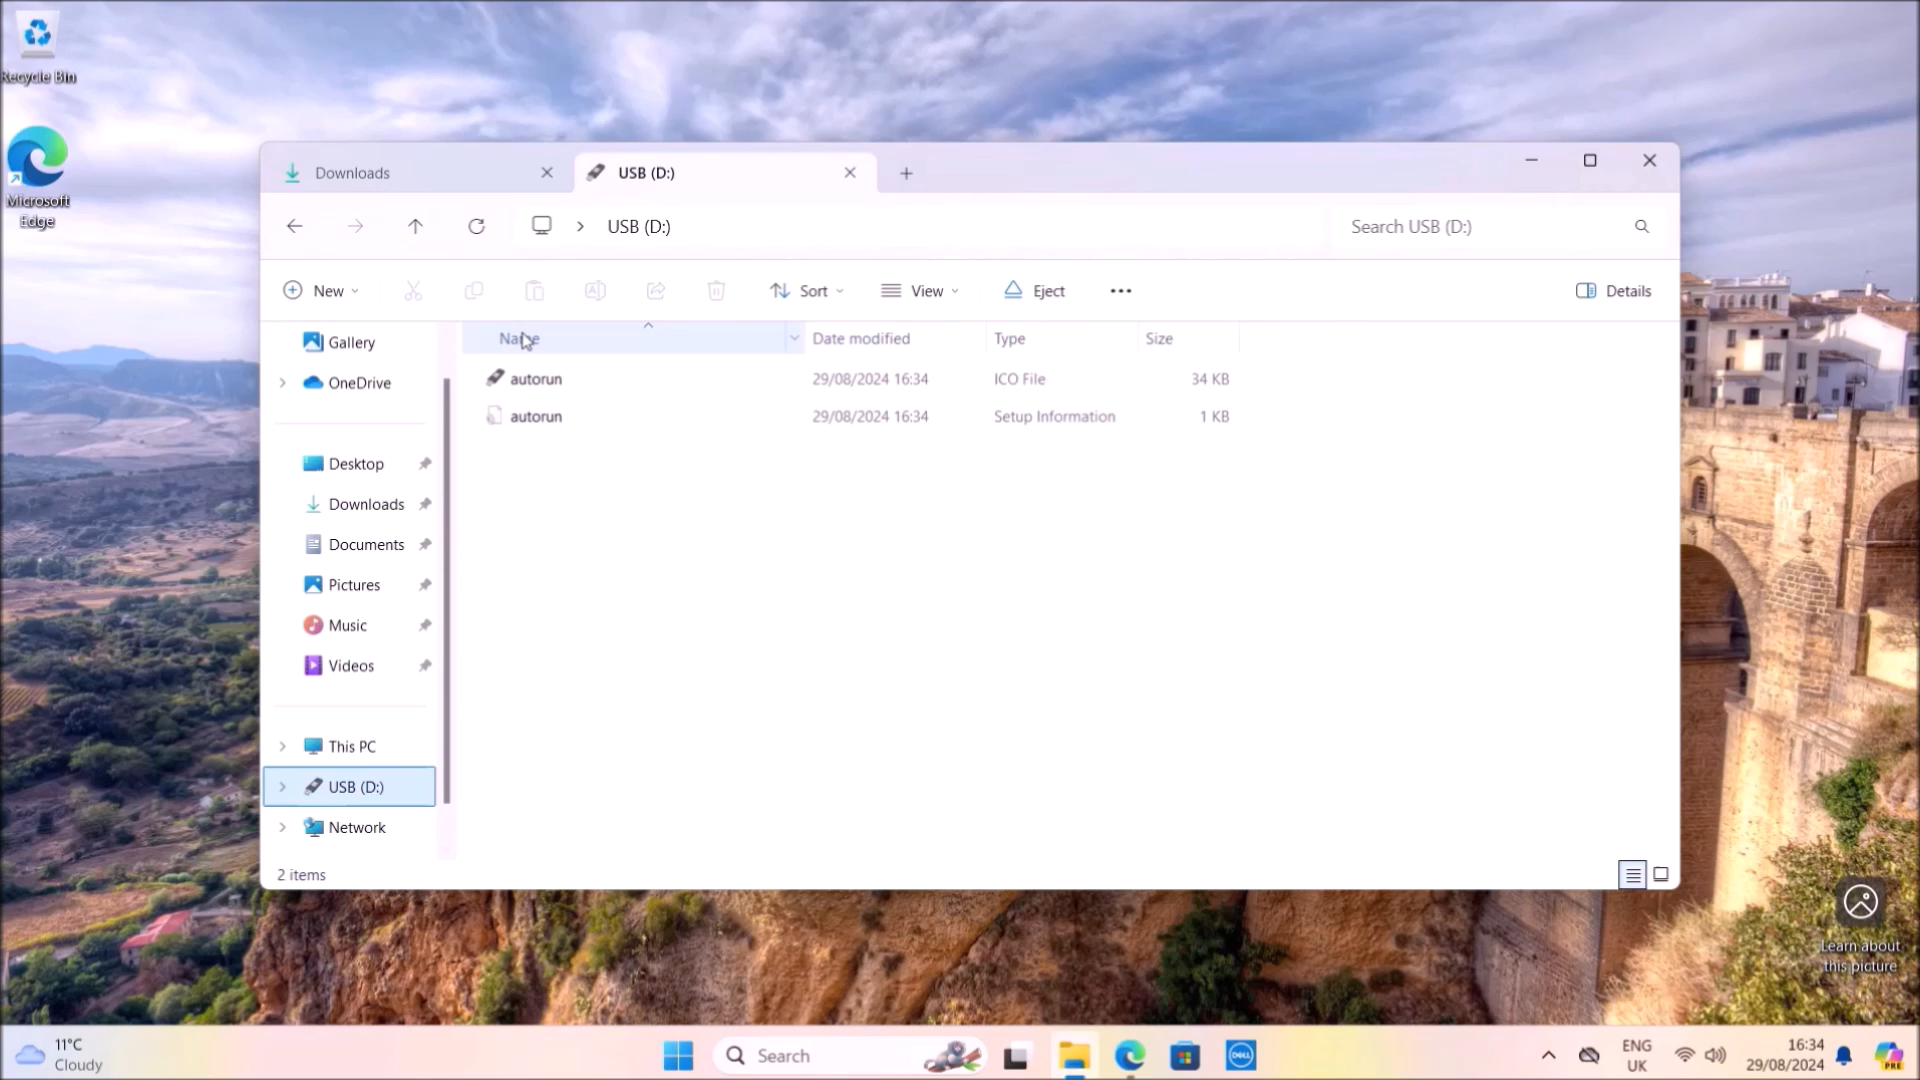 Recycle Bin
Microsoft
Edge
Downloads
USB (D:)
USB (D:)
Search USB (D:)
New
Sort
View
Eject
Details
Gallery
OneDrive
Desktop
Downloads
Documents
Pictures
Music
Videos
This PC
USB (D:)
Network
Name
Date modified
Type
Size
autorun
29/08/2024 16:34
ICO File
34 KB
autorun
29/08/2024 16:34
Setup Information
1 KB
2 items
Learn about
this picture
11°C
Cloudy
Search
DELL
ENG
UK
16:34
29/08/2024
PRE